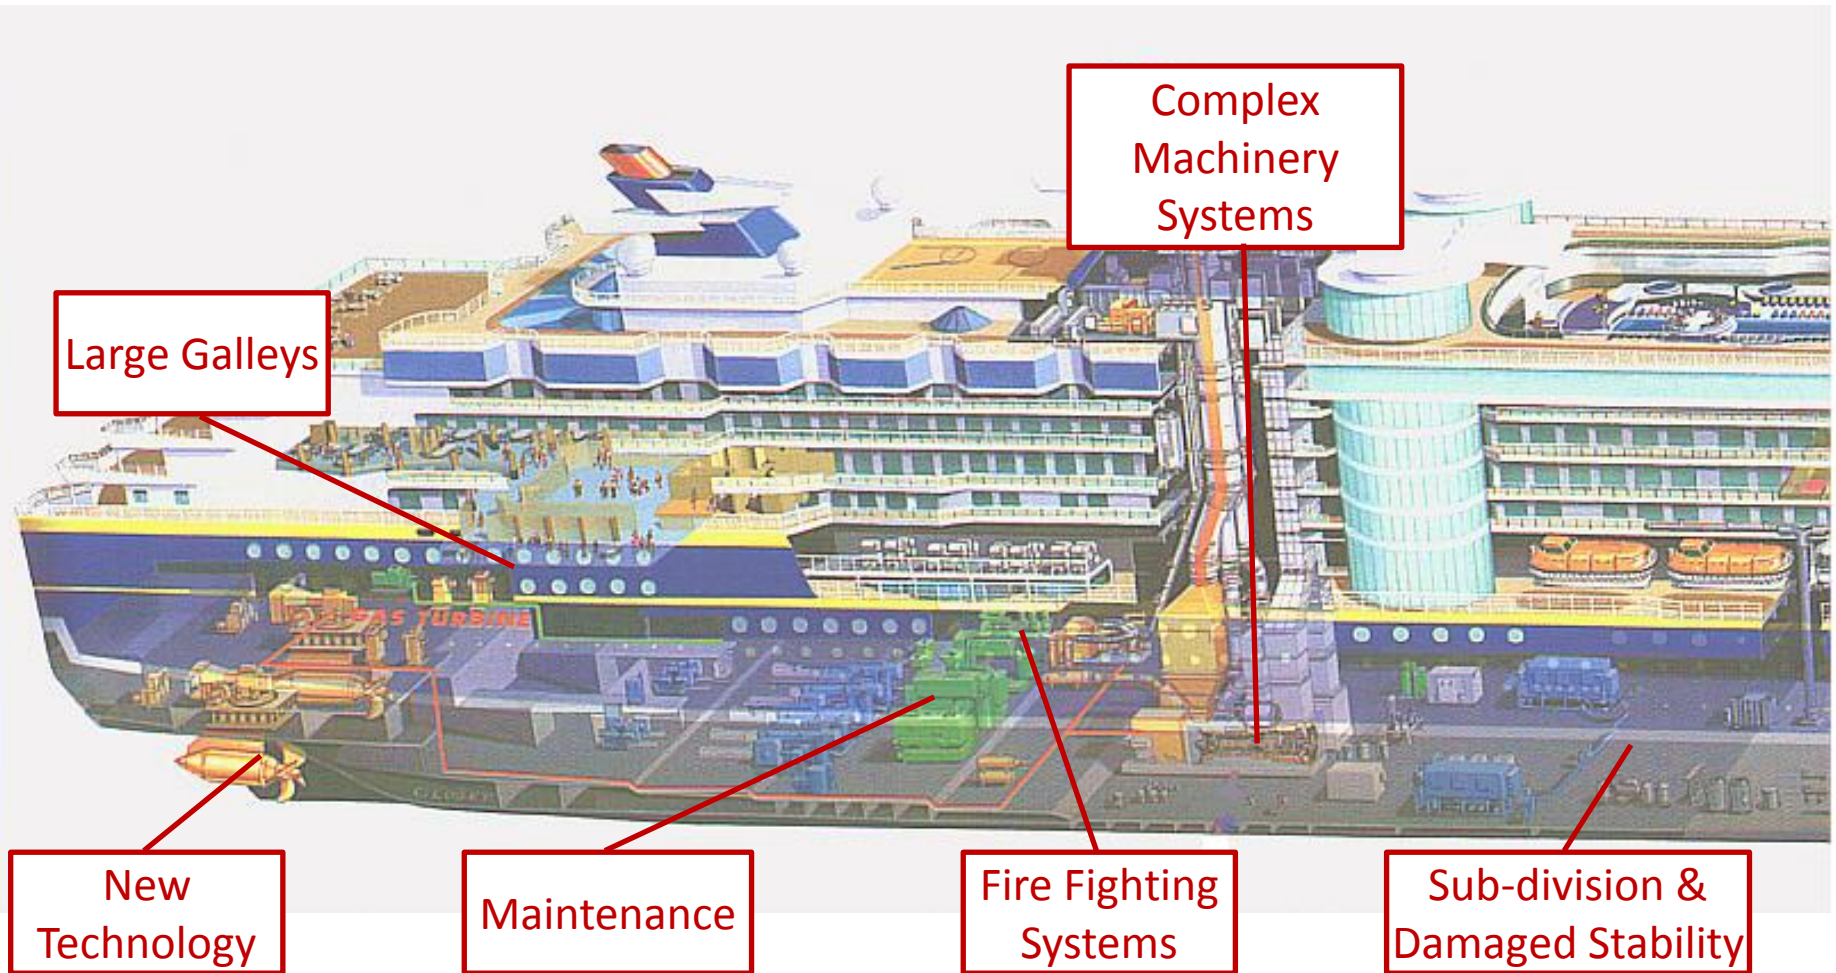 Complex
Machinery
Systems
Large Galleys
GAS TURBINE
New
Technology
Maintenance
Fire Fighting
Systems
Sub-division &
Damaged Stability